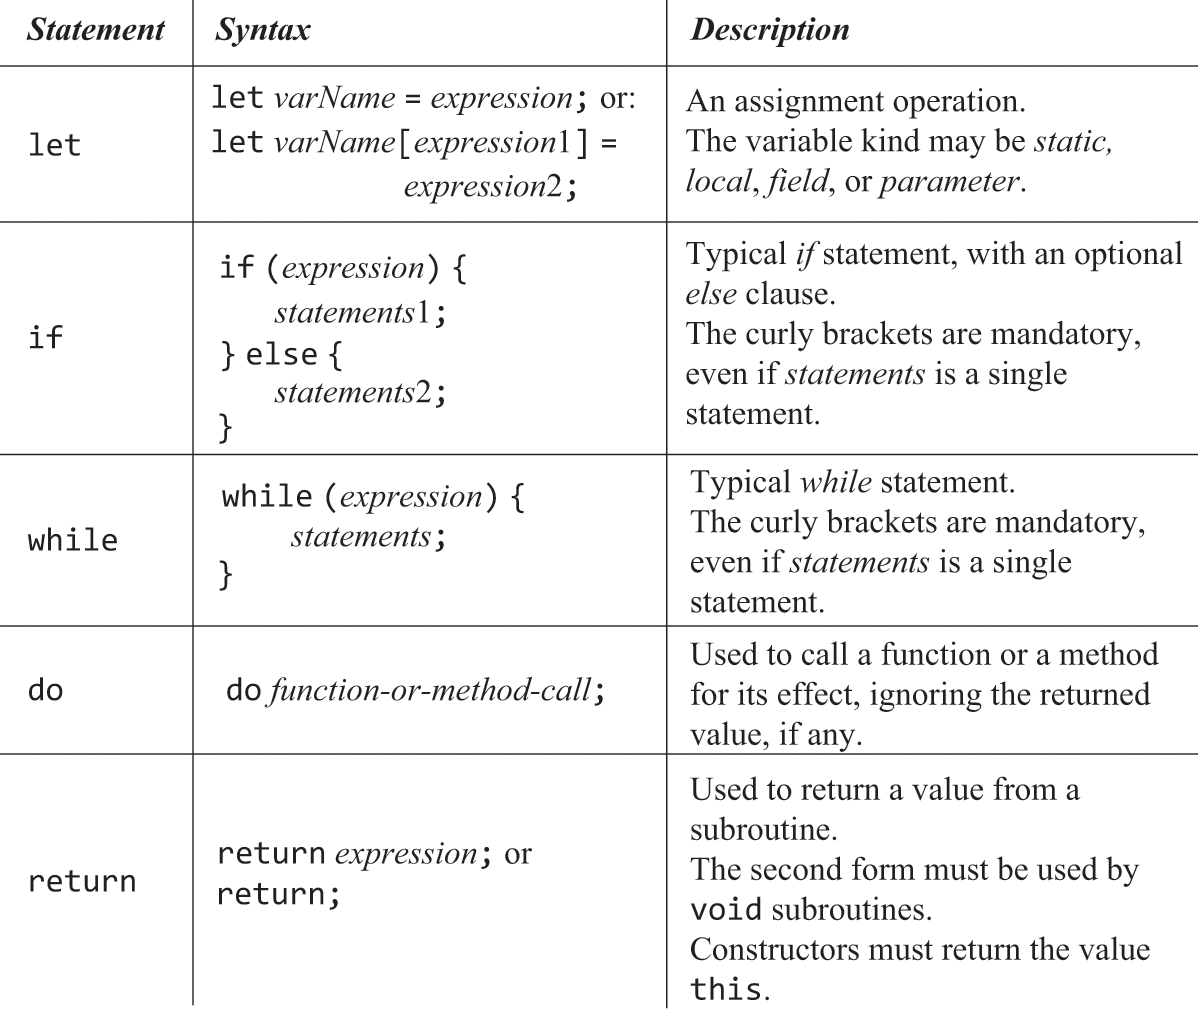 Statement Syntax Description
let
let varName = expression; or:
let varName[expression1] =
expression2;
An assignment operation.
The variable kind may be static,
local, field, or parameter.
if
if (expression) {
statements1;
} else {
statements2;
}
Typical if statement, with an optional
else clause.
The curly brackets are mandatory,
even if statements is a single
statement.
while
while (expression) {
statements;
}
Typical while statement.
The curly brackets are mandatory,
even if statements is a single
statement.
do
do function-or-method-call;
Used to call a function or a method
for its effect, ignoring the returned
value, if any.
return
return expression; or
return;
Used to return a value from a
subroutine.
The second form must be used by
void subroutines.
Constructors must return the value
this.